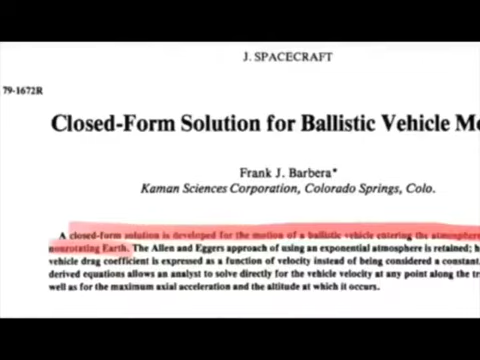 J. SPACECRAFT
79-1672R
Closed-Form Solution for Ballistic Vehicle
Frank J. Barbera*
Kaman Sciences Corporation, Colorado Springs, Colo.
A closed-form solution is developed for the motion of a ballistic vehicle entering the
nonrotating Earth. The Allen and Eggers approach of using an exponential atmosphere is retained;
vehicle drag coefficient is expressed as a function of velocity instead of being considered a constant.
derived equations allows an analyst to solve directly for the vehicle velocity at any point along the
well as for the maximum axial acceleration and the altitude at which it occurs.